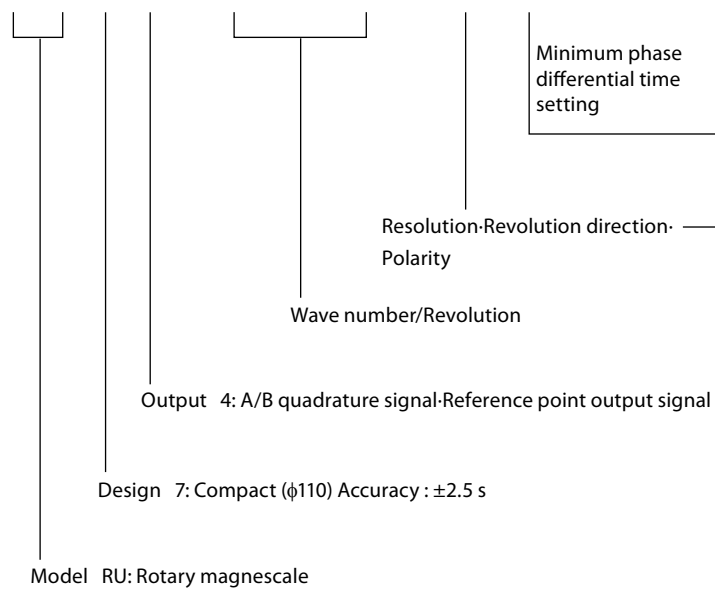 Minimum phase
differential time
setting
Resolution·Revolution direction·
Polarity
Wave number/Revolution
Output 4: A/B quadrature signal·Reference point output signal
Design 7: Compact (ϕ110) Accuracy : ±2.5 s
Model RU: Rotary magnescale